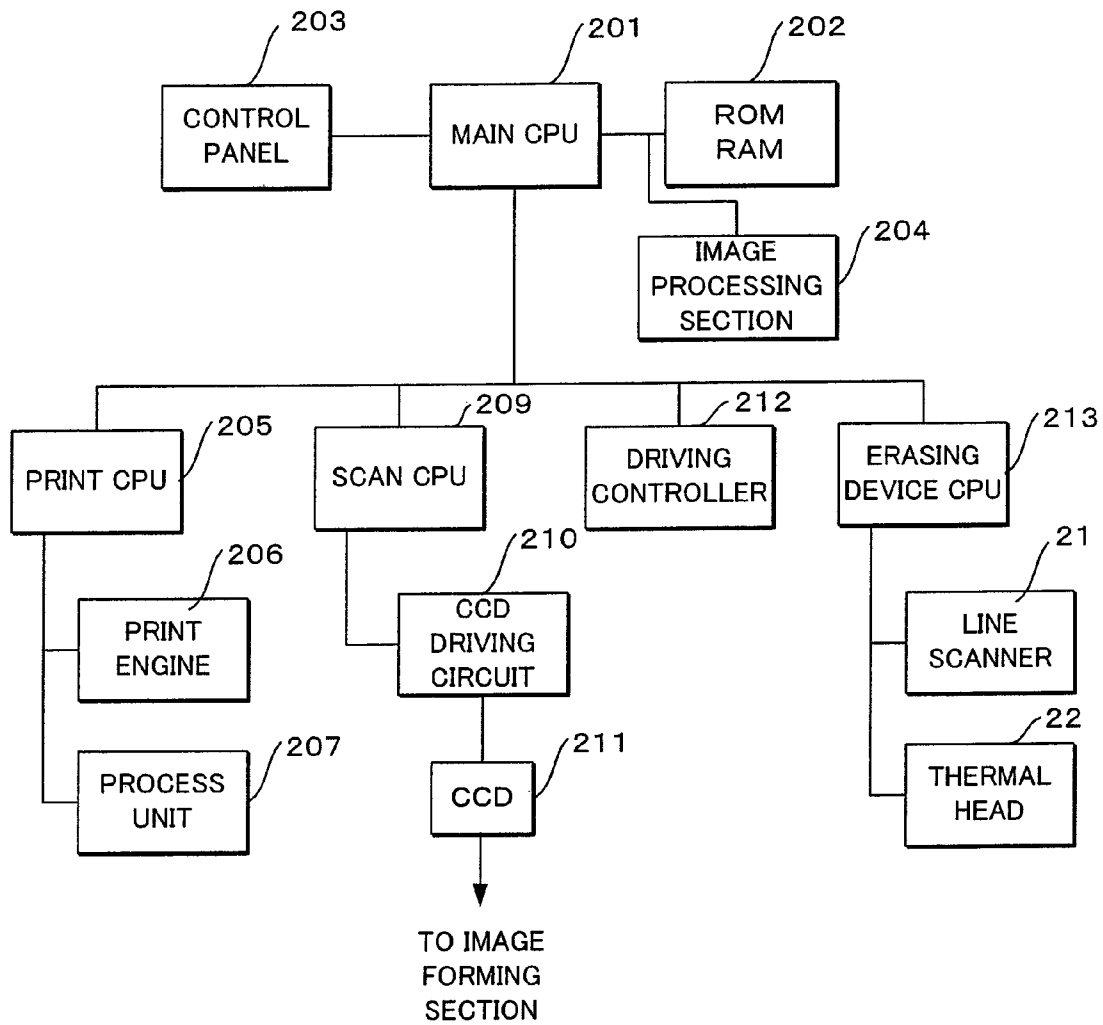 203
201
202
CONTROL
PANEL
MAIN CPU
ROM
RAM
204
IMAGE
PROCESSING
SECTION
205
209
212
213
PRINT CPU
SCAN CPU
DRIVING
CONTROLLER
ERASING
DEVICE CPU
206
210
21
PRINT
ENGINE
CCD
DRIVING
CIRCUIT
LINE
SCANNER
207
211
22
PROCESS
UNIT
CCD
THERMAL
HEAD
TO IMAGE
FORMING
SECTION